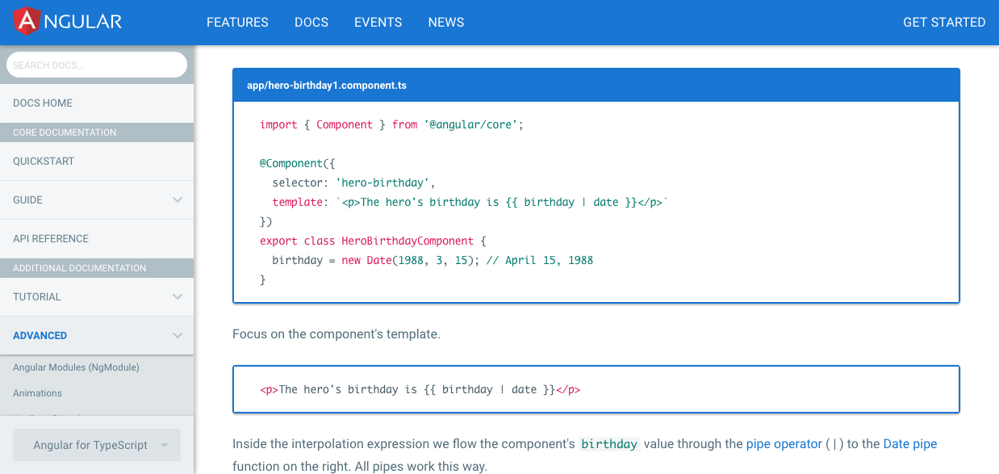 ANGULAR FEATURES DOCS EVENTS NEWS GET STARTED
SEARCH DOCS...
DOCS HOME
CORE DOCUMENTATION
QUICKSTART
GUIDE
API REFERENCE
ADDITIONAL DOCUMENTATION
TUTORIAL
ADVANCED
Angular Modules (NgModule)
Animations
Angular for TypeScript
app/hero-birthday1.component.ts
import { Component } from '@angular/core';
@Component({
  selector: 'hero-birthday',
  template: `<p>The hero's birthday is {{ birthday | date }}</p>`
})
export class HeroBirthdayComponent {
  birthday = new Date(1988, 3, 15); // April 15, 1988
}
Focus on the component's template.
<p>The hero's birthday is {{ birthday | date }}</p>
Inside the interpolation expression we flow the component's birthday value through the pipe operator ( | ) to the Date pipe
function on the right. All pipes work this way.